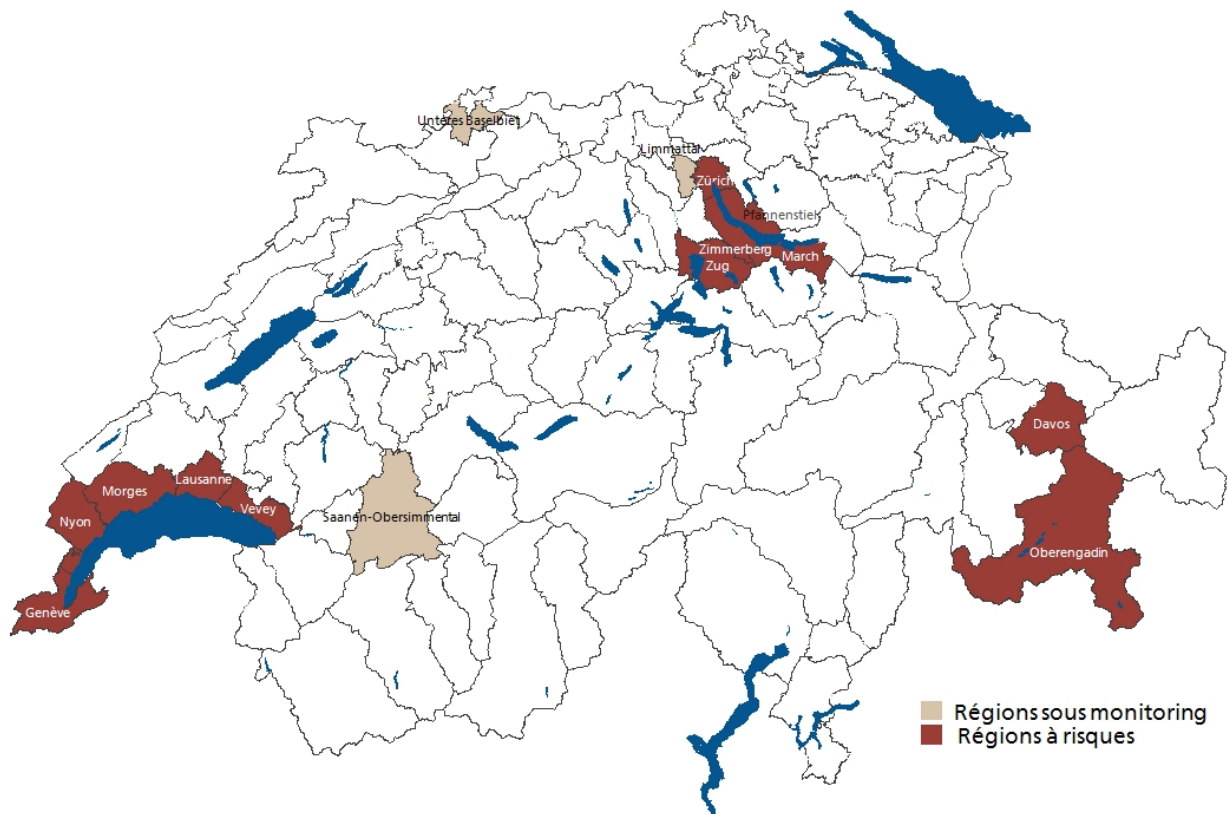 Unteres Baselbiet
Limmattal
Zürich
Pfannenstiel
Zimmerberg
Zug
March
Davos
Lausanne
Morges
Vevey
Nyon
Saanen-Obersimmental
Oberengadin
Genève
Régions sous monitoring
Régions à risques